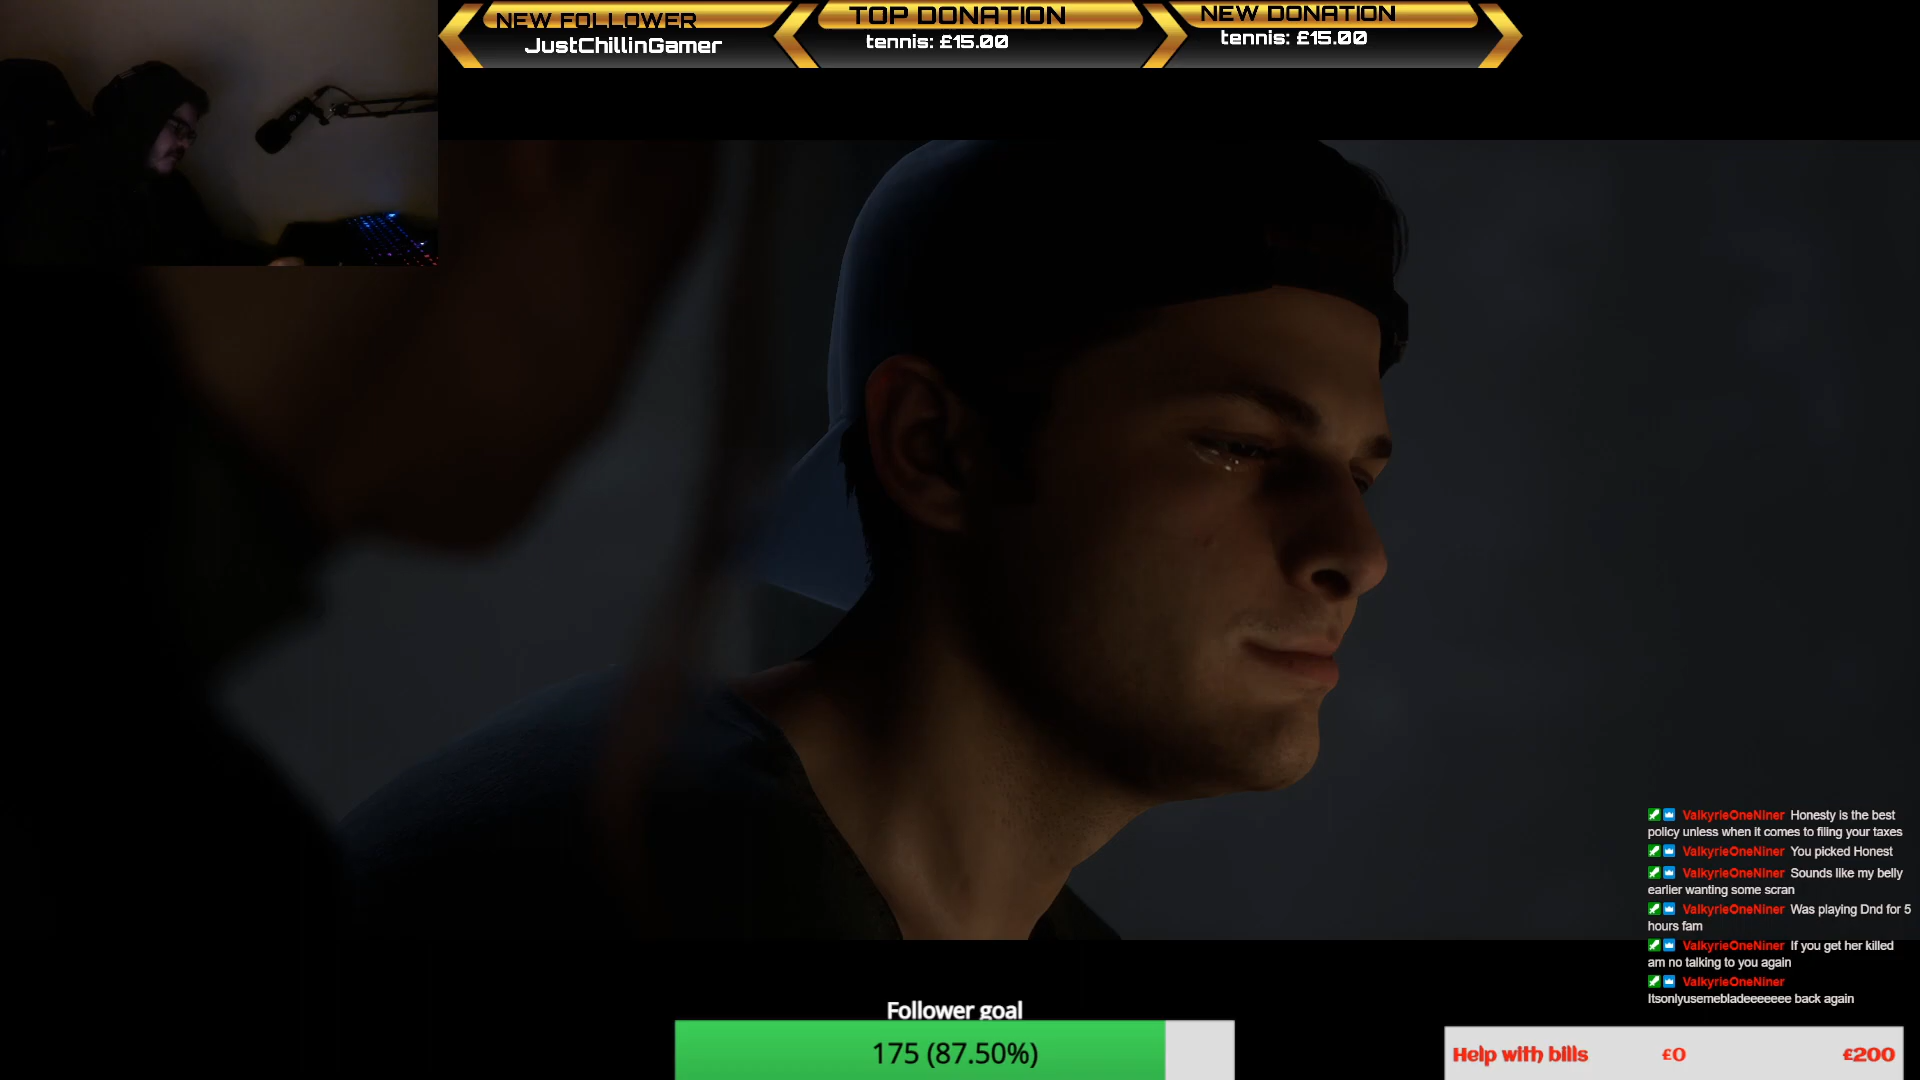 NEW FOLLOWER
JustChillinGamer
TOP DONATION
tennis: £15.00
NEW DONATION
tennis: £15.00
ValkyrieOneNiner Honesty is the best
policy unless when it comes to filing your taxes
ValkyrieOneNiner You picked Honest
ValkyrieOneNiner Sounds like my belly
earlier wanting some scran
ValkyrieOneNiner Was playing Dnd for 5
hours fam
ValkyrieOneNiner If you get her killed
am no talking to you again
ValkyrieOneNiner
Itsonlyusemebladeeeeeee back again
Follower goal
175 (87.50%)
Help with bills £0 £200